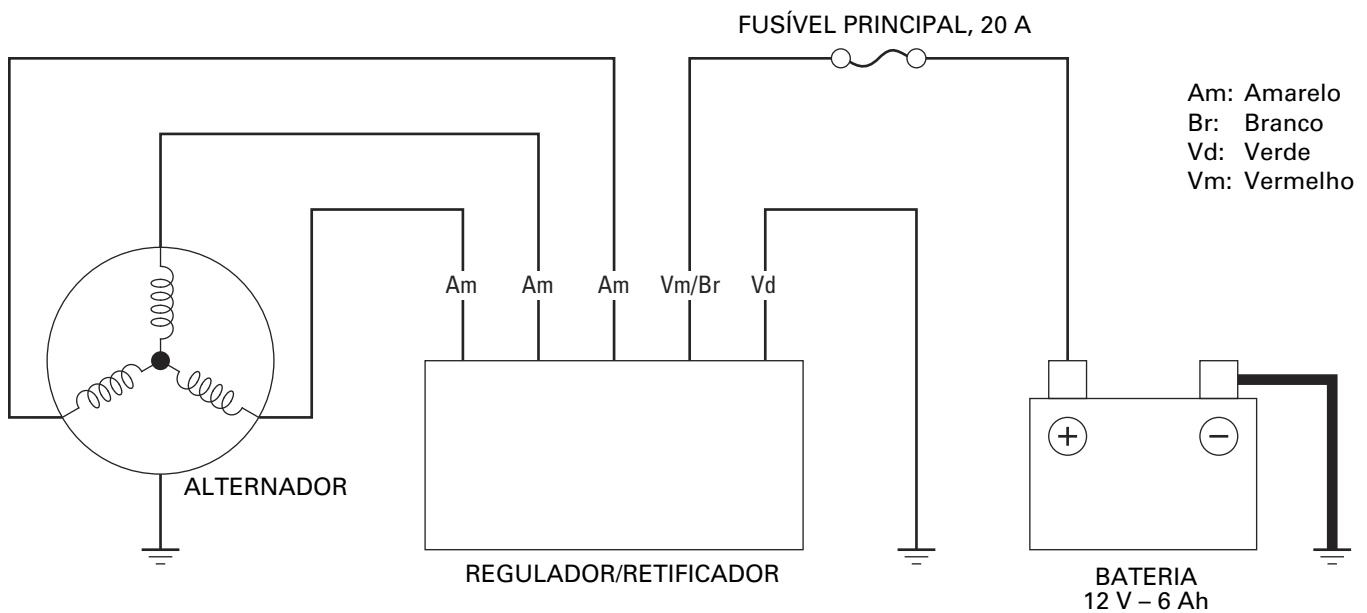 FUSÍVEL PRINCIPAL, 20 A
Am: Amarelo
Br: Branco
Vd: Verde
Vm: Vermelho
Am Am Am Vm/Br Vd
ALTERNADOR
REGULADOR/RETIFICADOR
+ −
BATERIA
12 V – 6 Ah